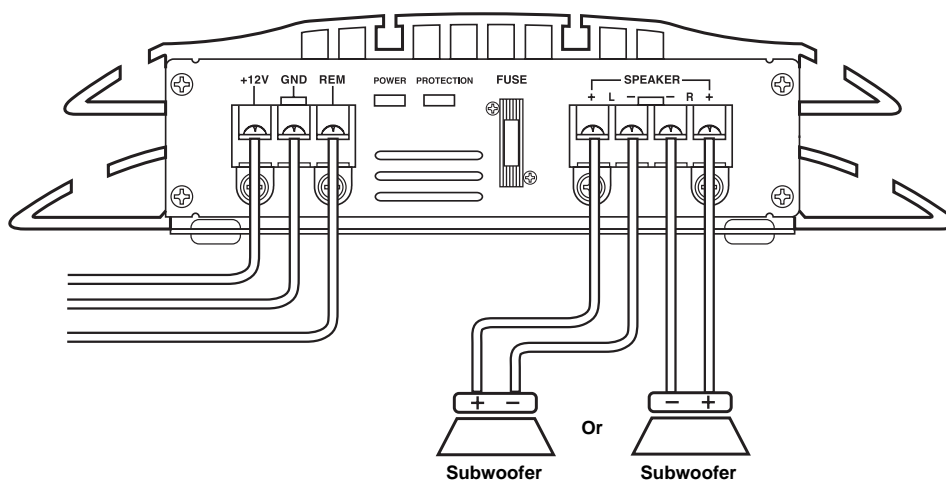 +12V GND REM POWER PROTECTION FUSE SPEAKER
+ L – – R +
+ – – +
Or
Subwoofer Subwoofer